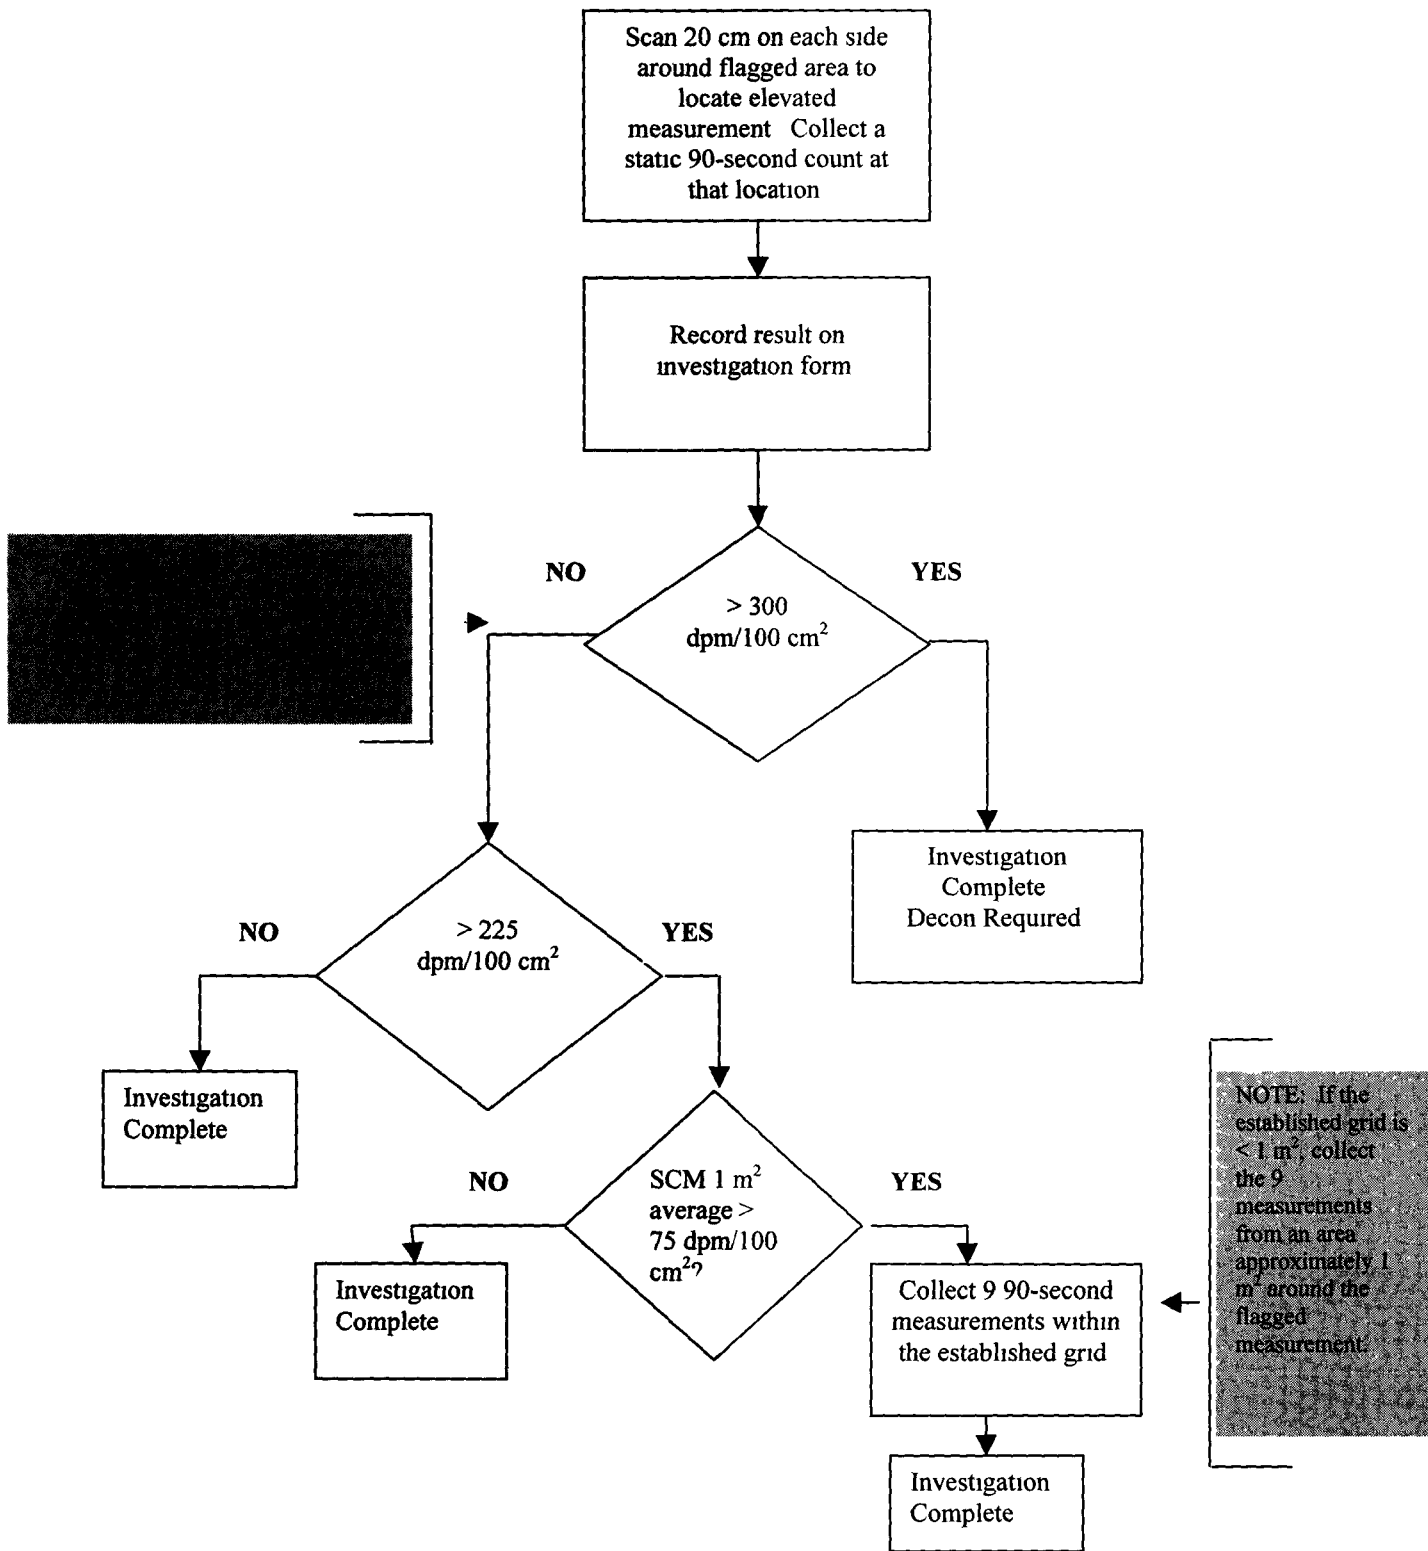 Scan 20 cm on each side
around flagged area to
locate elevated
measurement Collect a
static 90-second count at
that location
Record result on
investigation form
NO
YES
> 300
dpm/100 cm²
Investigation
Complete
Decon Required
NO
> 225
dpm/100 cm²
YES
Investigation
Complete
NO
SCM 1 m²
average >
75 dpm/100
cm²?
YES
Investigation
Complete
Collect 9 90-second
measurements within
the established grid
NOTE: If the
established grid is
< 1 m², collect
the 9
measurements
from an area
approximately 1
m² around the
flagged
measurement.
Investigation
Complete